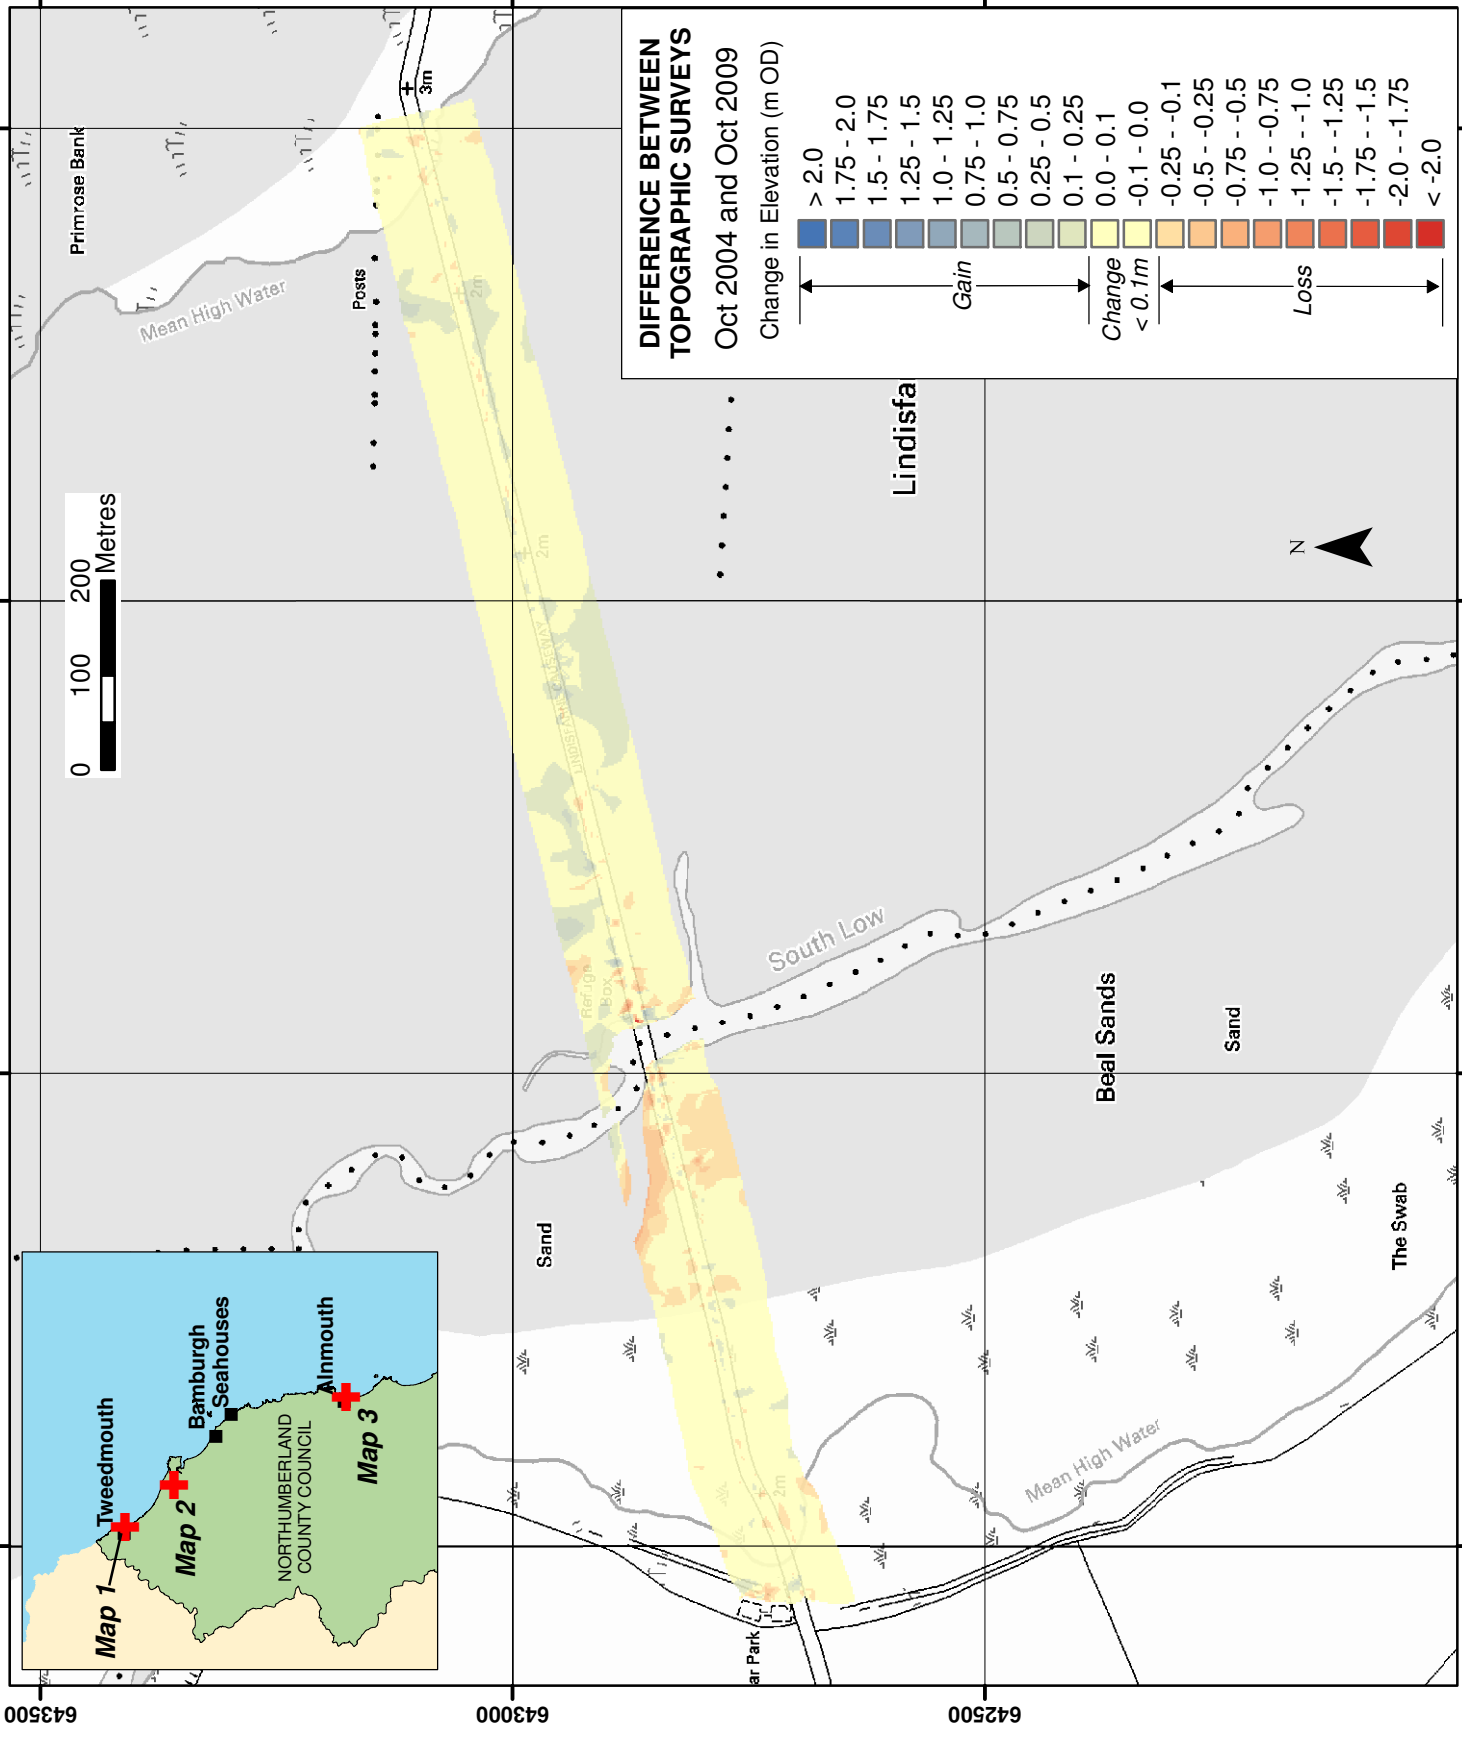 643500
643000
642500
Primrose Bank
3m
Mean High Water
Posts
2m
0 100 200
Metres
2m
LINDISFARNE CAUSEWAY
Lindisfa
Refuge
Box
South Low
Sand
Beal Sands
Sand
The Swab
Mean High Water
2m
ar Park
N
Tweedmouth
Bamburgh
Seahouses
Alnmouth
Map 1
Map 2
Map 3
NORTHUMBERLAND
COUNTY COUNCIL
DIFFERENCE BETWEEN
TOPOGRAPHIC SURVEYS
Oct 2004 and Oct 2009
Change in Elevation (m OD)
Gain
> 2.0
1.75 - 2.0
1.5 - 1.75
1.25 - 1.5
1.0 - 1.25
0.75 - 1.0
0.5 - 0.75
0.25 - 0.5
0.1 - 0.25
Change
< 0.1m
0.0 - 0.1
-0.1 - 0.0
Loss
-0.25 - -0.1
-0.5 - -0.25
-0.75 - -0.5
-1.0 - -0.75
-1.25 - -1.0
-1.5 - -1.25
-1.75 - -1.5
-2.0 - -1.75
< -2.0